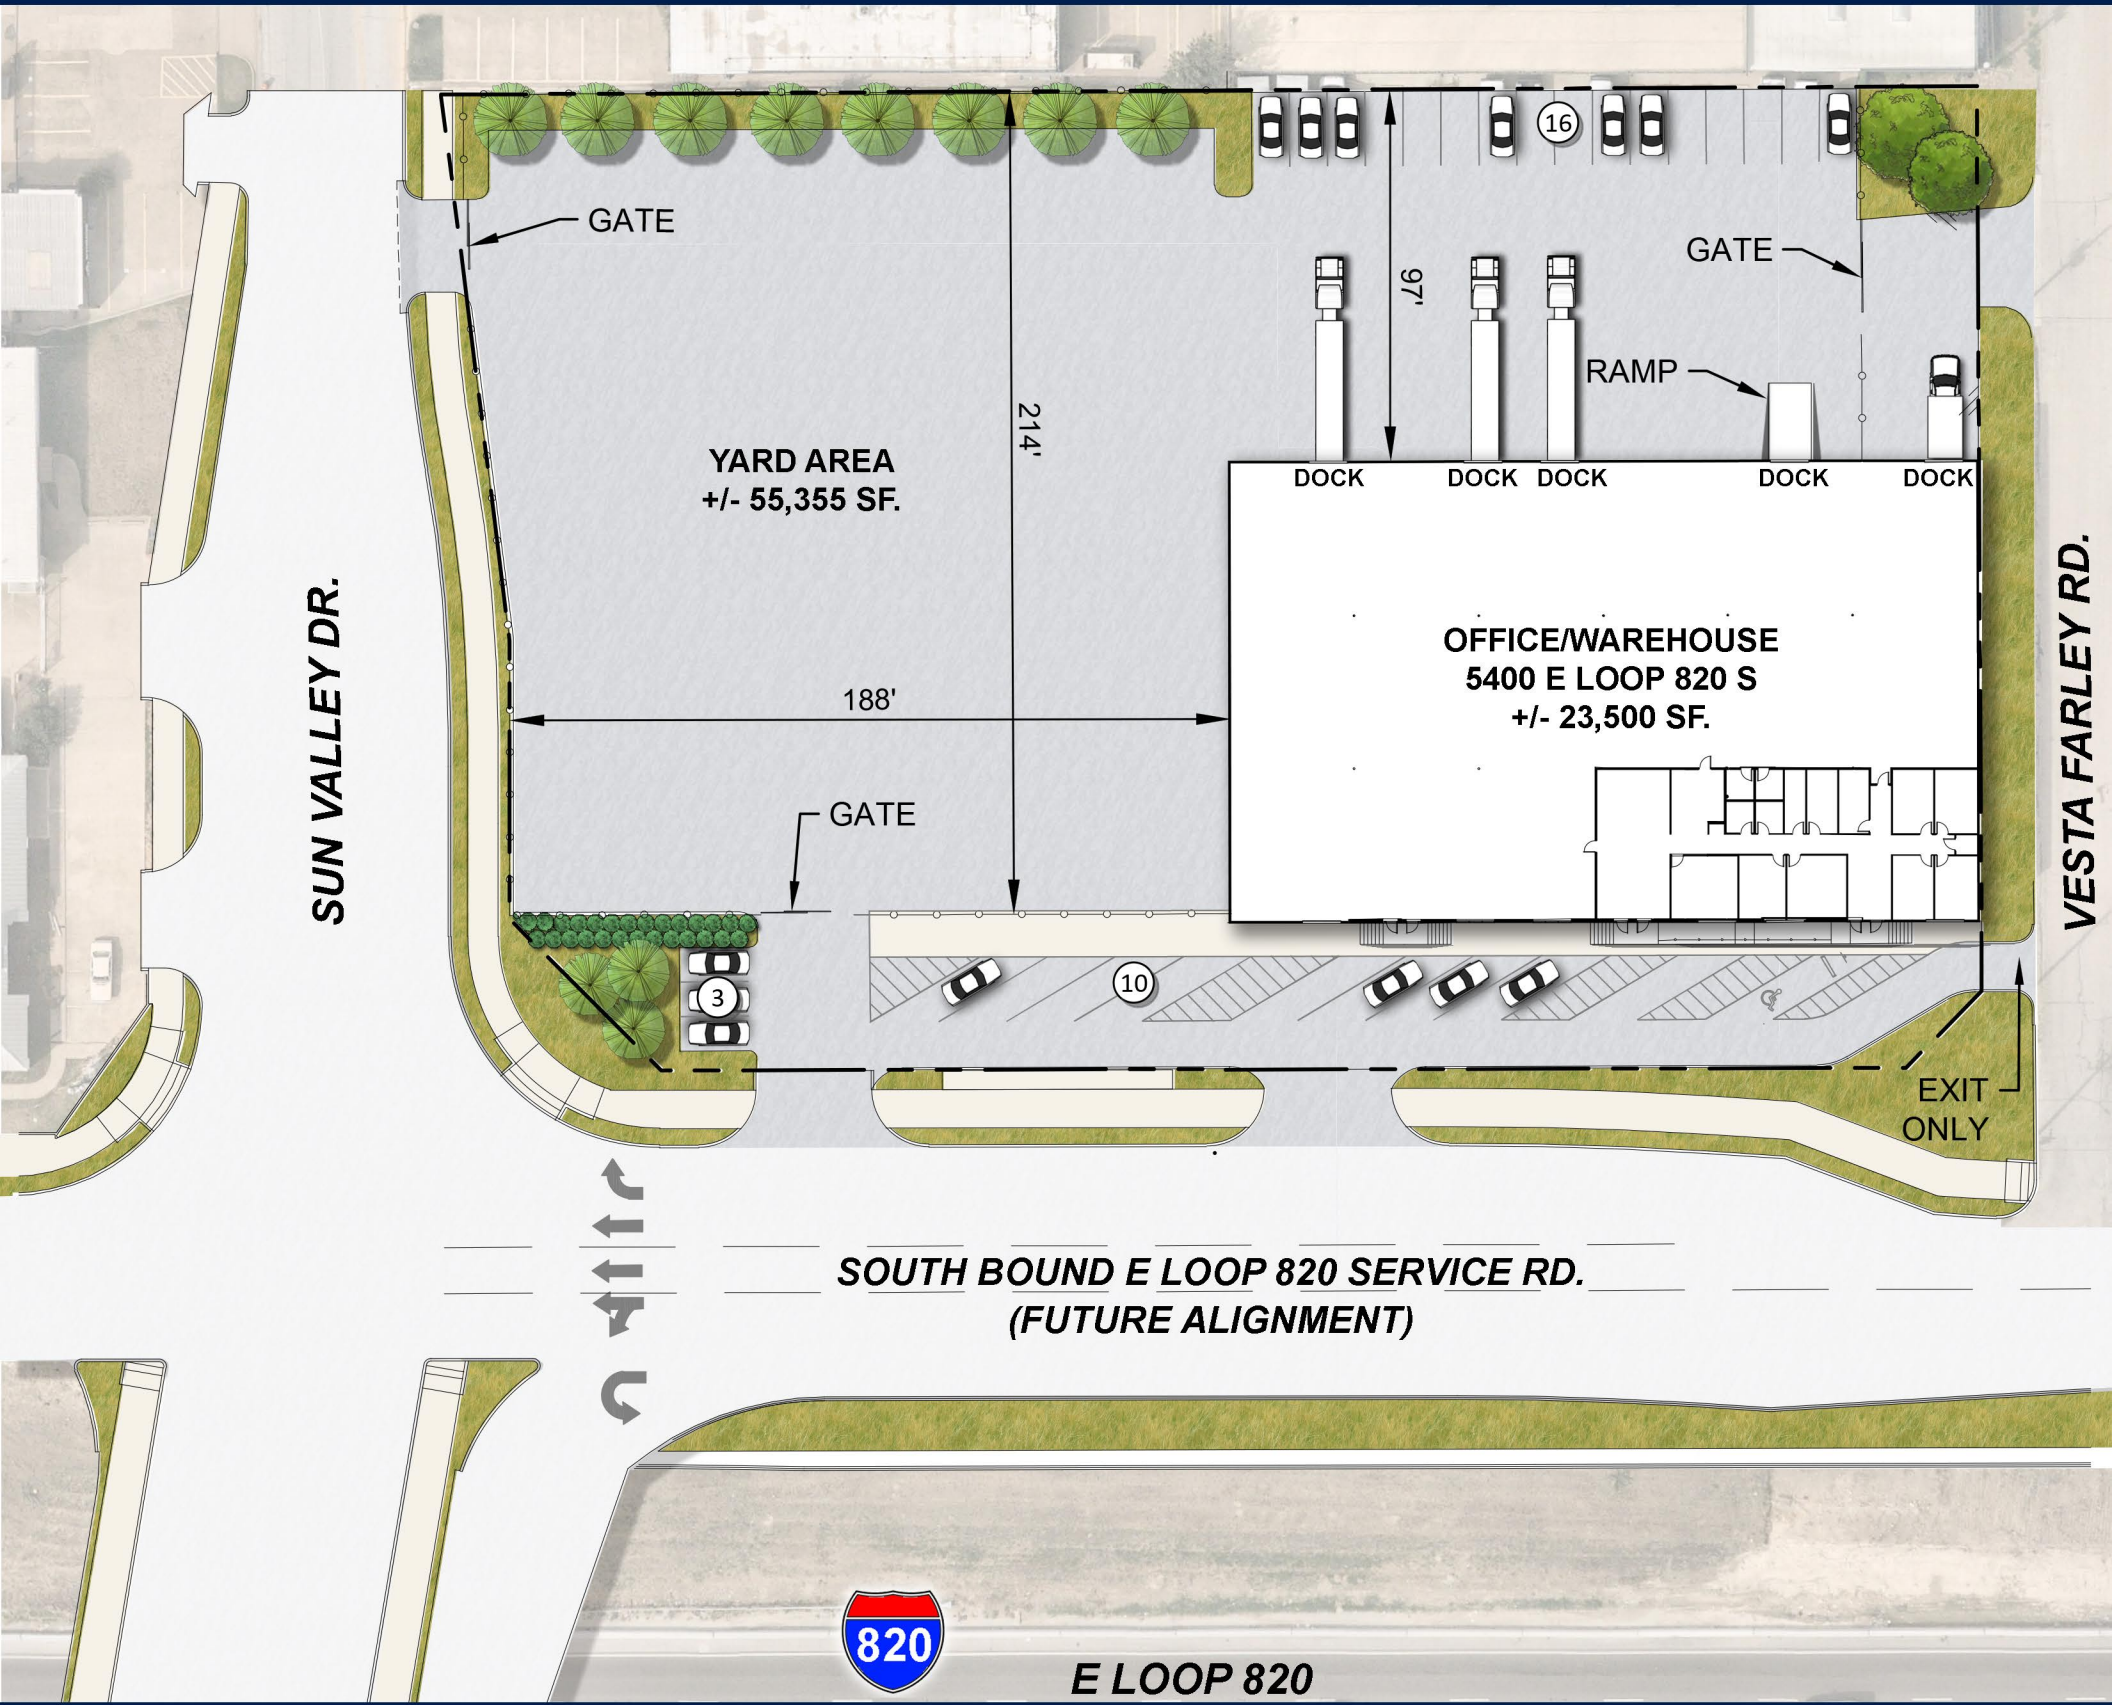 16
GATE
GATE
97'
RAMP
214'
YARD AREA
+/- 55,355 SF.
DOCK
DOCK
DOCK
DOCK
DOCK
SUN VALLEY DR.
VESTA FARLEY RD.
OFFICE/WAREHOUSE
5400 E LOOP 820 S
+/- 23,500 SF.
188'
GATE
3
10
EXIT
ONLY
SOUTH BOUND E LOOP 820 SERVICE RD.
(FUTURE ALIGNMENT)
820
E LOOP 820